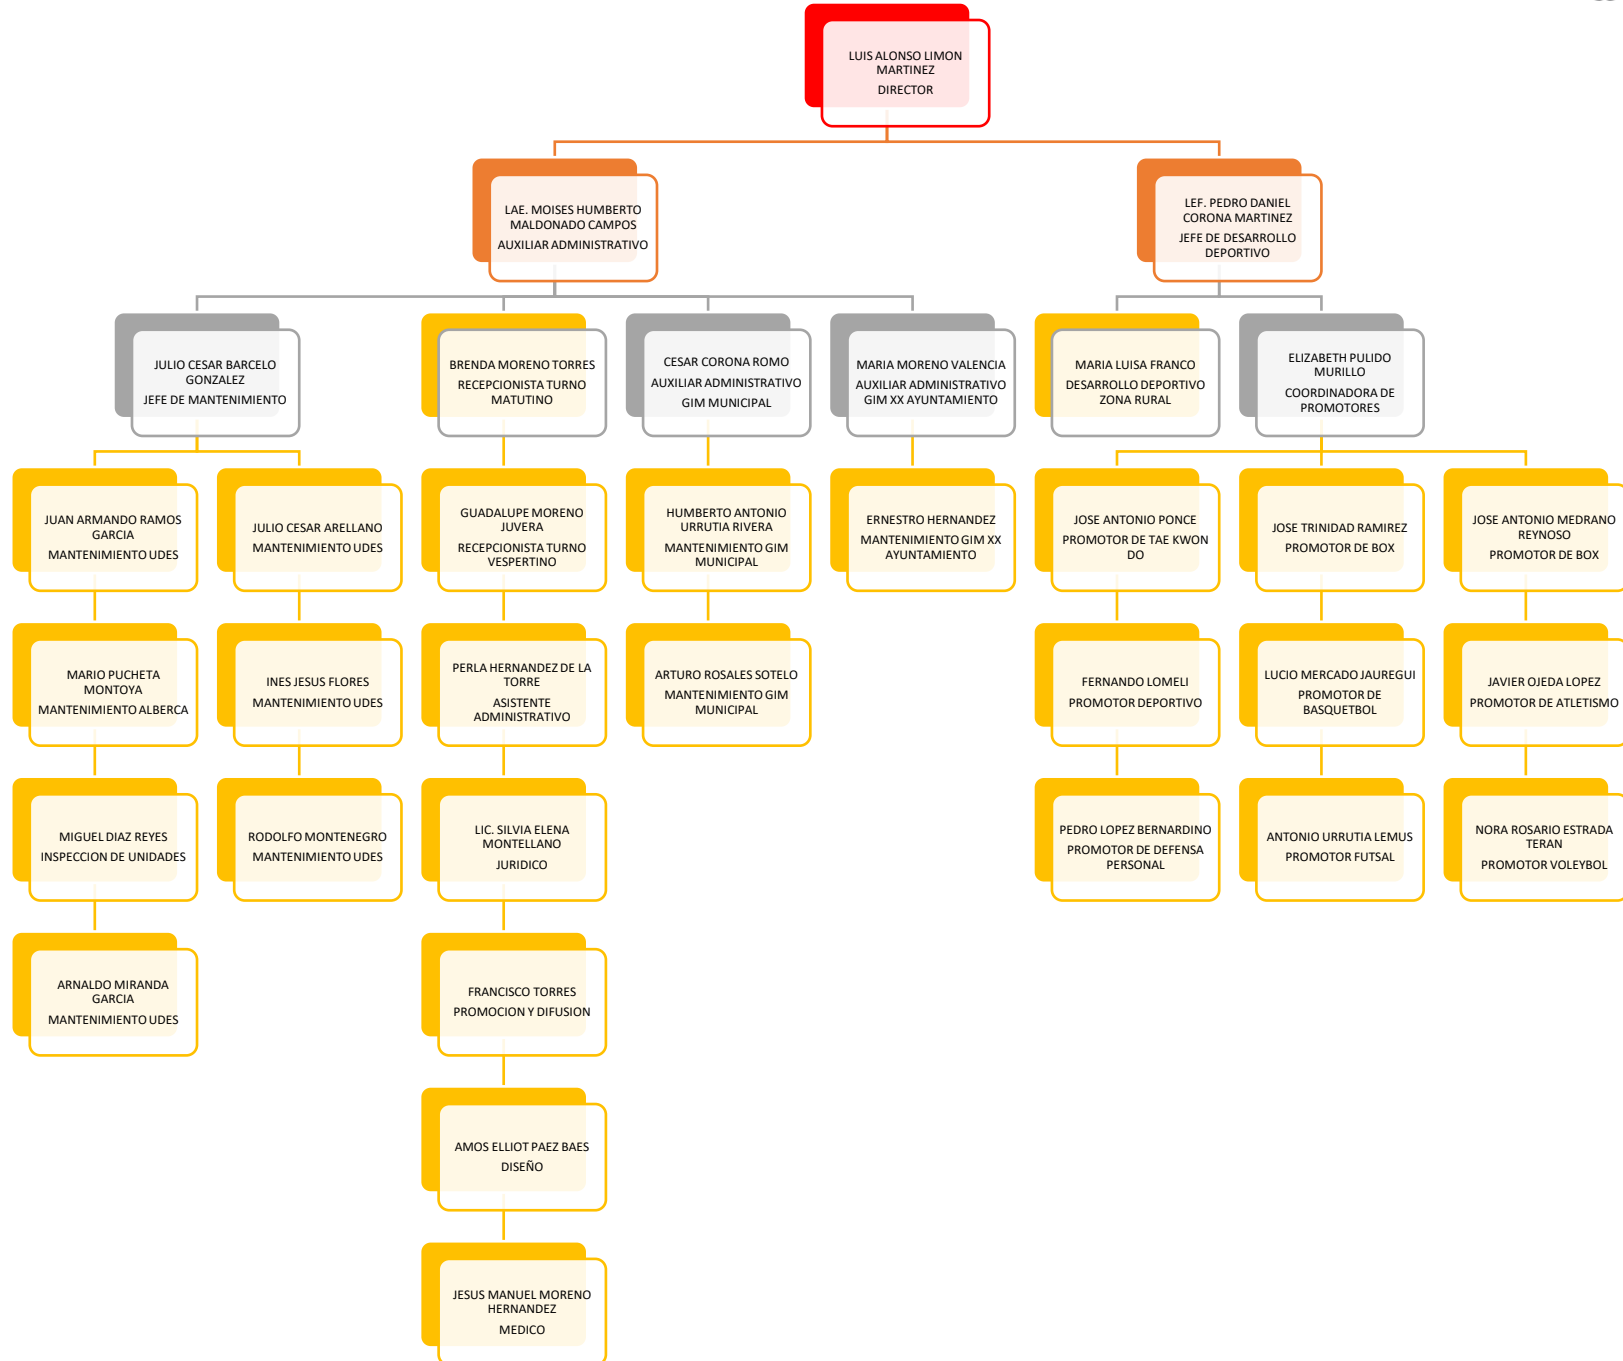 LUIS ALONSO LIMON
MARTINEZ
DIRECTOR
LAE. MOISES HUMBERTO
MALDONADO CAMPOS
AUXILIAR ADMINISTRATIVO
LEF. PEDRO DANIEL
CORONA MARTINEZ
JEFE DE DESARROLLO
DEPORTIVO
JULIO CESAR BARCELO
GONZALEZ
JEFE DE MANTENIMIENTO
BRENDA MORENO TORRES
RECEPCIONISTA TURNO
MATUTINO
CESAR CORONA ROMO
AUXILIAR ADMINISTRATIVO
GIM MUNICIPAL
MARIA MORENO VALENCIA
AUXILIAR ADMINISTRATIVO
GIM XX AYUNTAMIENTO
MARIA LUISA FRANCO
DESARROLLO DEPORTIVO
ZONA RURAL
ELIZABETH PULIDO
MURILLO
COORDINADORA DE
PROMOTORES
JUAN ARMANDO RAMOS
GARCIA
MANTENIMIENTO UDES
JULIO CESAR ARELLANO
MANTENIMIENTO UDES
GUADALUPE MORENO
JUVERA
RECEPCIONISTA TURNO
VESPERTINO
HUMBERTO ANTONIO
URRUTIA RIVERA
MANTENIMIENTO GIM
MUNICIPAL
ERNESTRO HERNANDEZ
MANTENIMIENTO GIM XX
AYUNTAMIENTO
JOSE ANTONIO PONCE
PROMOTOR DE TAE KWON
DO
JOSE TRINIDAD RAMIREZ
PROMOTOR DE BOX
JOSE ANTONIO MEDRANO
REYNOSO
PROMOTOR DE BOX
MARIO PUCHETA
MONTOYA
MANTENIMIENTO ALBERCA
INES JESUS FLORES
MANTENIMIENTO UDES
PERLA HERNANDEZ DE LA
TORRE
ASISTENTE
ADMINISTRATIVO
ARTURO ROSALES SOTELO
MANTENIMIENTO GIM
MUNICIPAL
FERNANDO LOMELI
PROMOTOR DEPORTIVO
LUCIO MERCADO JAUREGUI
PROMOTOR DE
BASQUETBOL
JAVIER OJEDA LOPEZ
PROMOTOR DE ATLETISMO
MIGUEL DIAZ REYES
INSPECCION DE UNIDADES
RODOLFO MONTENEGRO
MANTENIMIENTO UDES
LIC. SILVIA ELENA
MONTELLANO
JURIDICO
PEDRO LOPEZ BERNARDINO
PROMOTOR DE DEFENSA
PERSONAL
ANTONIO URRUTIA LEMUS
PROMOTOR FUTSAL
NORA ROSARIO ESTRADA
TERAN
PROMOTOR VOLEYBOL
ARNALDO MIRANDA
GARCIA
MANTENIMIENTO UDES
FRANCISCO TORRES
PROMOCION Y DIFUSION
AMOS ELLIOT PAEZ BAES
DISEÑO
JESUS MANUEL MORENO
HERNANDEZ
MEDICO